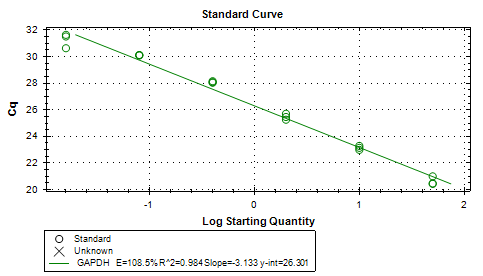 Standard Curve
32
30
28
26
24
22
20
Cq
-1
0
1
2
Log Starting Quantity
Standard
Unknown
GAPDH E=108.5% R^2=0.984 Slope=-3.133 y-int=26.301